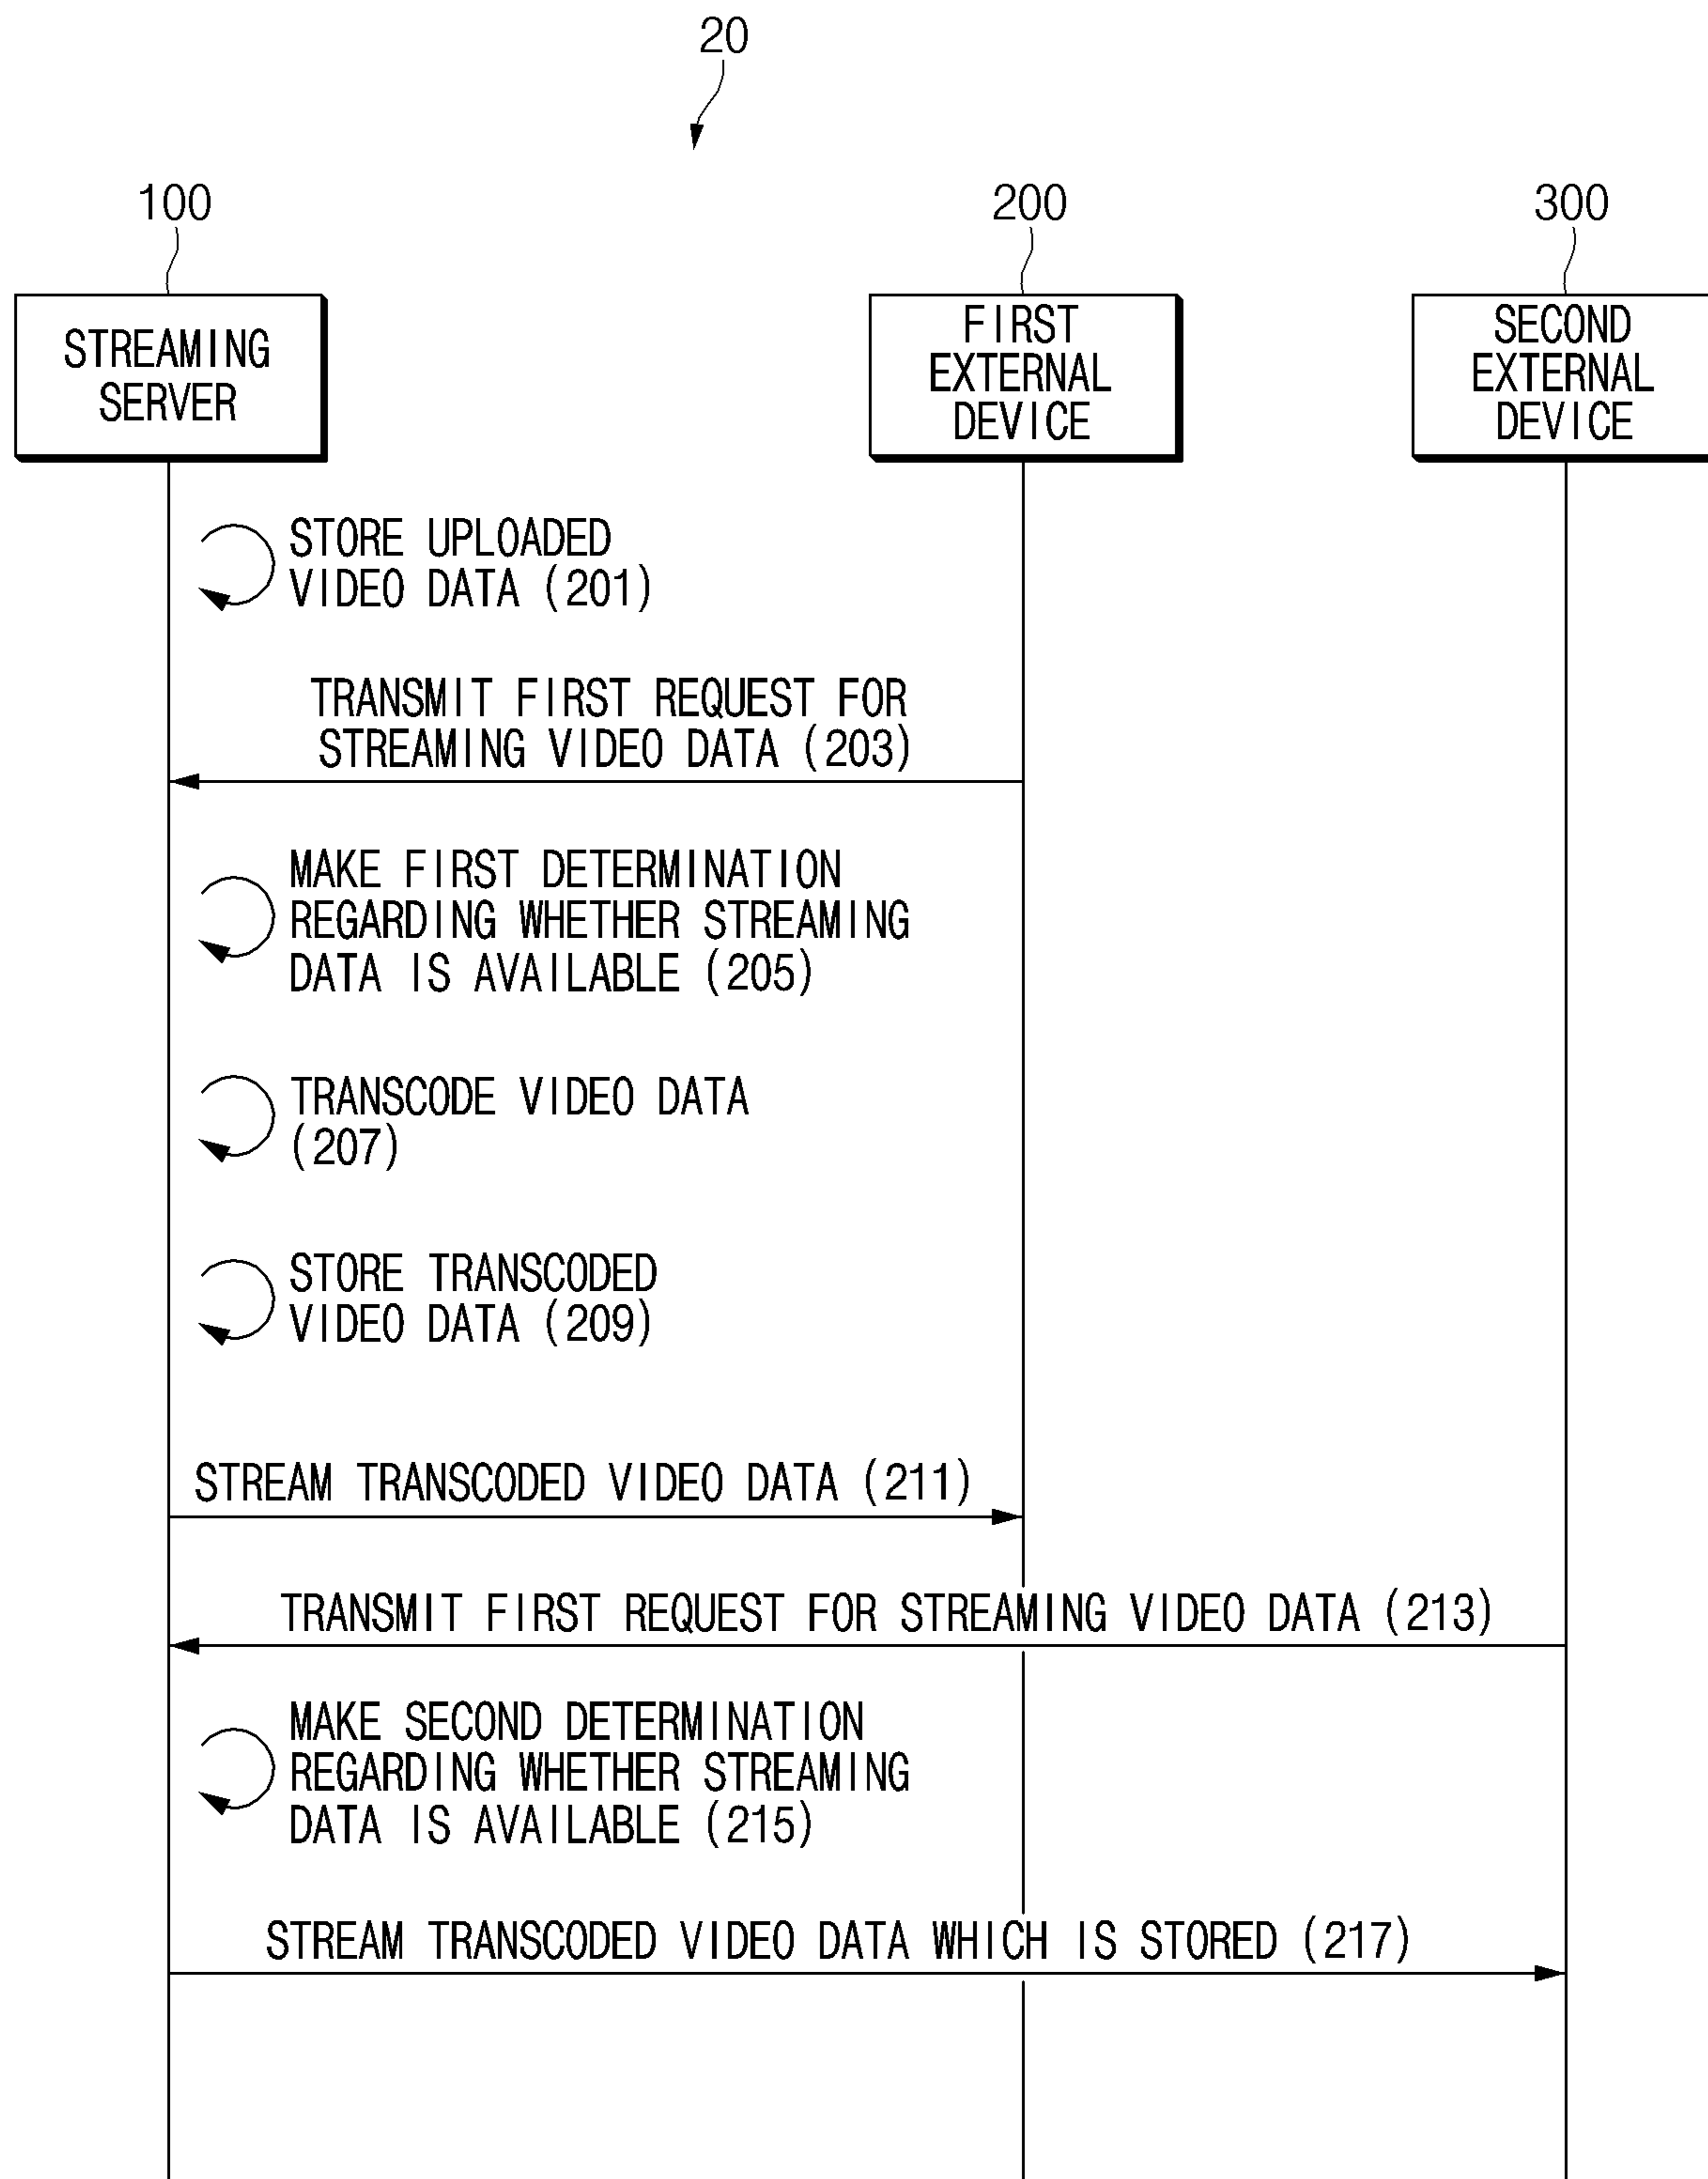 20
100
200
300
STREAMING
SERVER
FIRST
EXTERNAL
DEVICE
SECOND
EXTERNAL
DEVICE
STORE UPLOADED
VIDEO DATA (201)
TRANSMIT FIRST REQUEST FOR
STREAMING VIDEO DATA (203)
MAKE FIRST DETERMINATION
REGARDING WHETHER STREAMING
DATA IS AVAILABLE (205)
TRANSCODE VIDEO DATA
(207)
STORE TRANSCODED
VIDEO DATA (209)
STREAM TRANSCODED VIDEO DATA (211)
TRANSMIT FIRST REQUEST FOR STREAMING VIDEO DATA (213)
MAKE SECOND DETERMINATION
REGARDING WHETHER STREAMING
DATA IS AVAILABLE (215)
STREAM TRANSCODED VIDEO DATA WHICH IS STORED (217)